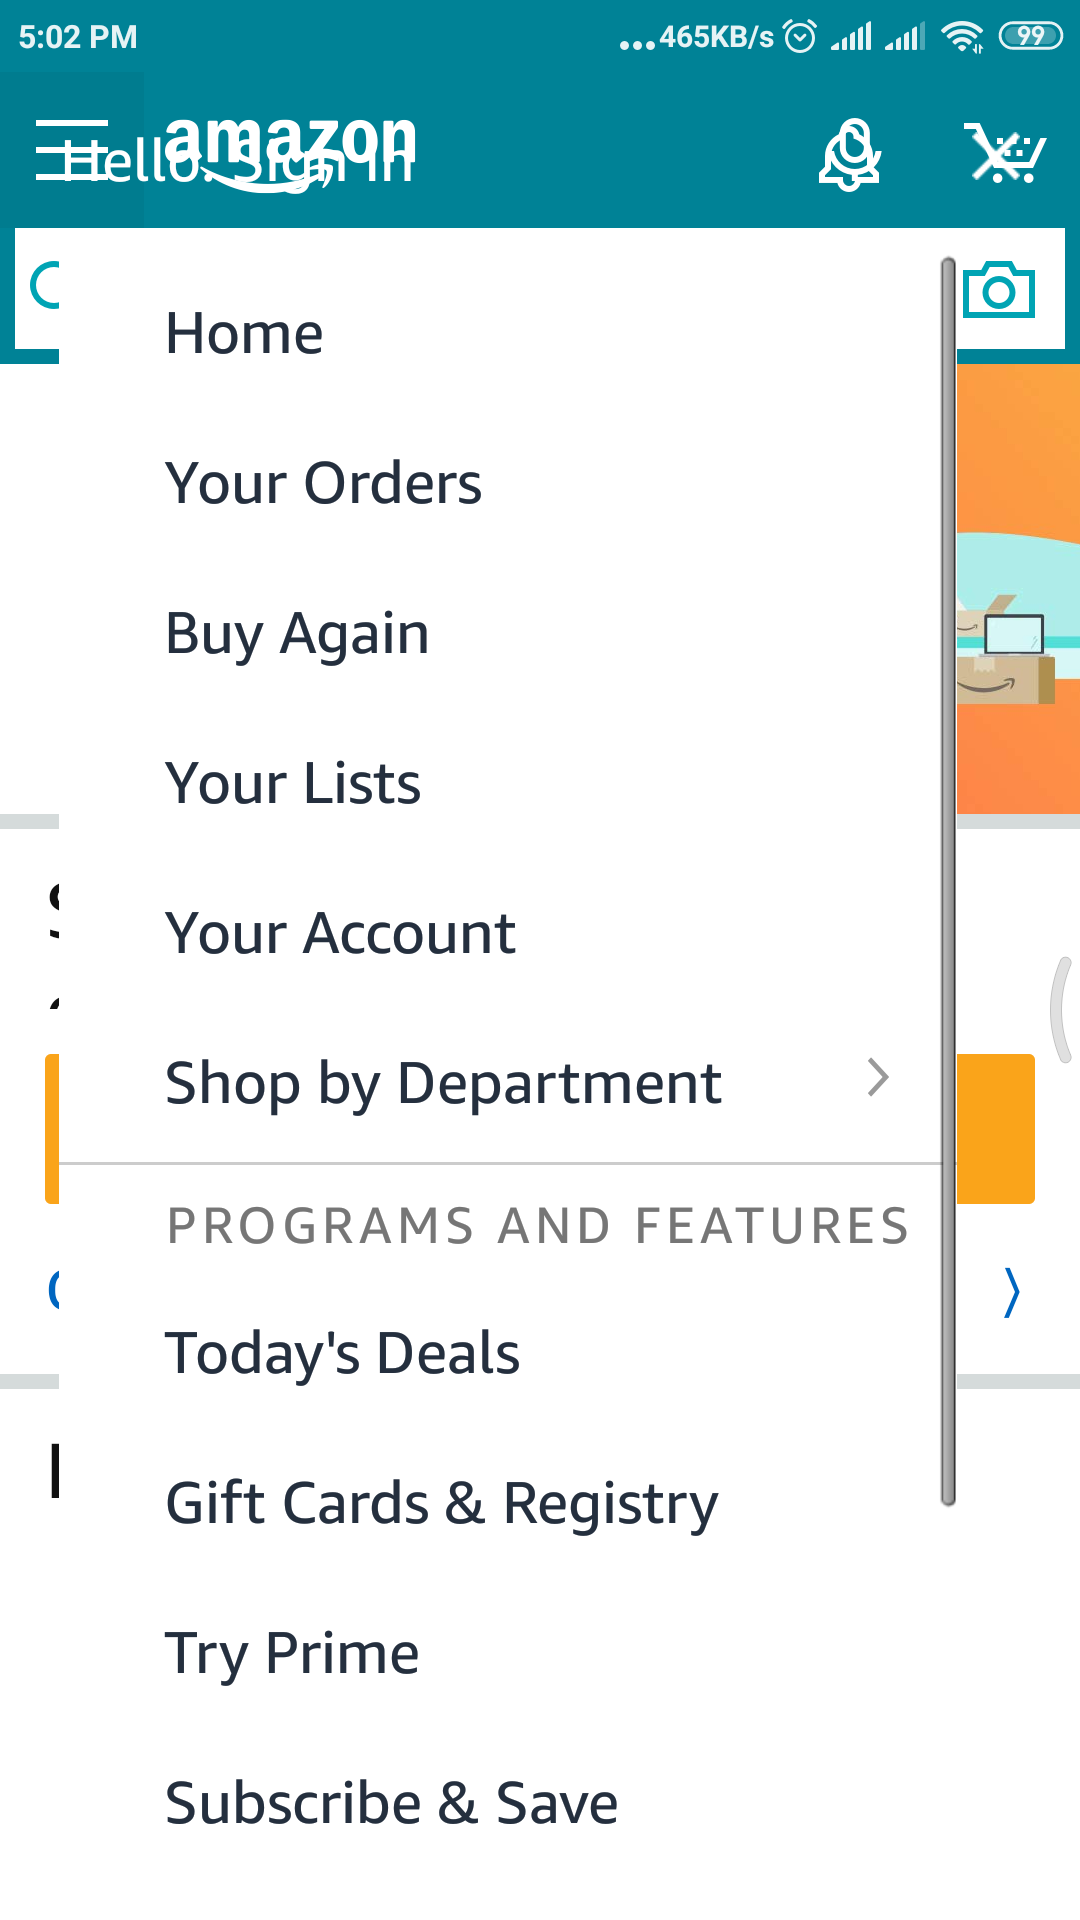 5:02 PM
...465KB/s
99
amazon
Hello. Sign In
Home
Your Orders
Buy Again
Your Lists
Your Account
Shop by Department
PROGRAMS AND FEATURES
Today's Deals
Gift Cards & Registry
Try Prime
Subscribe & Save